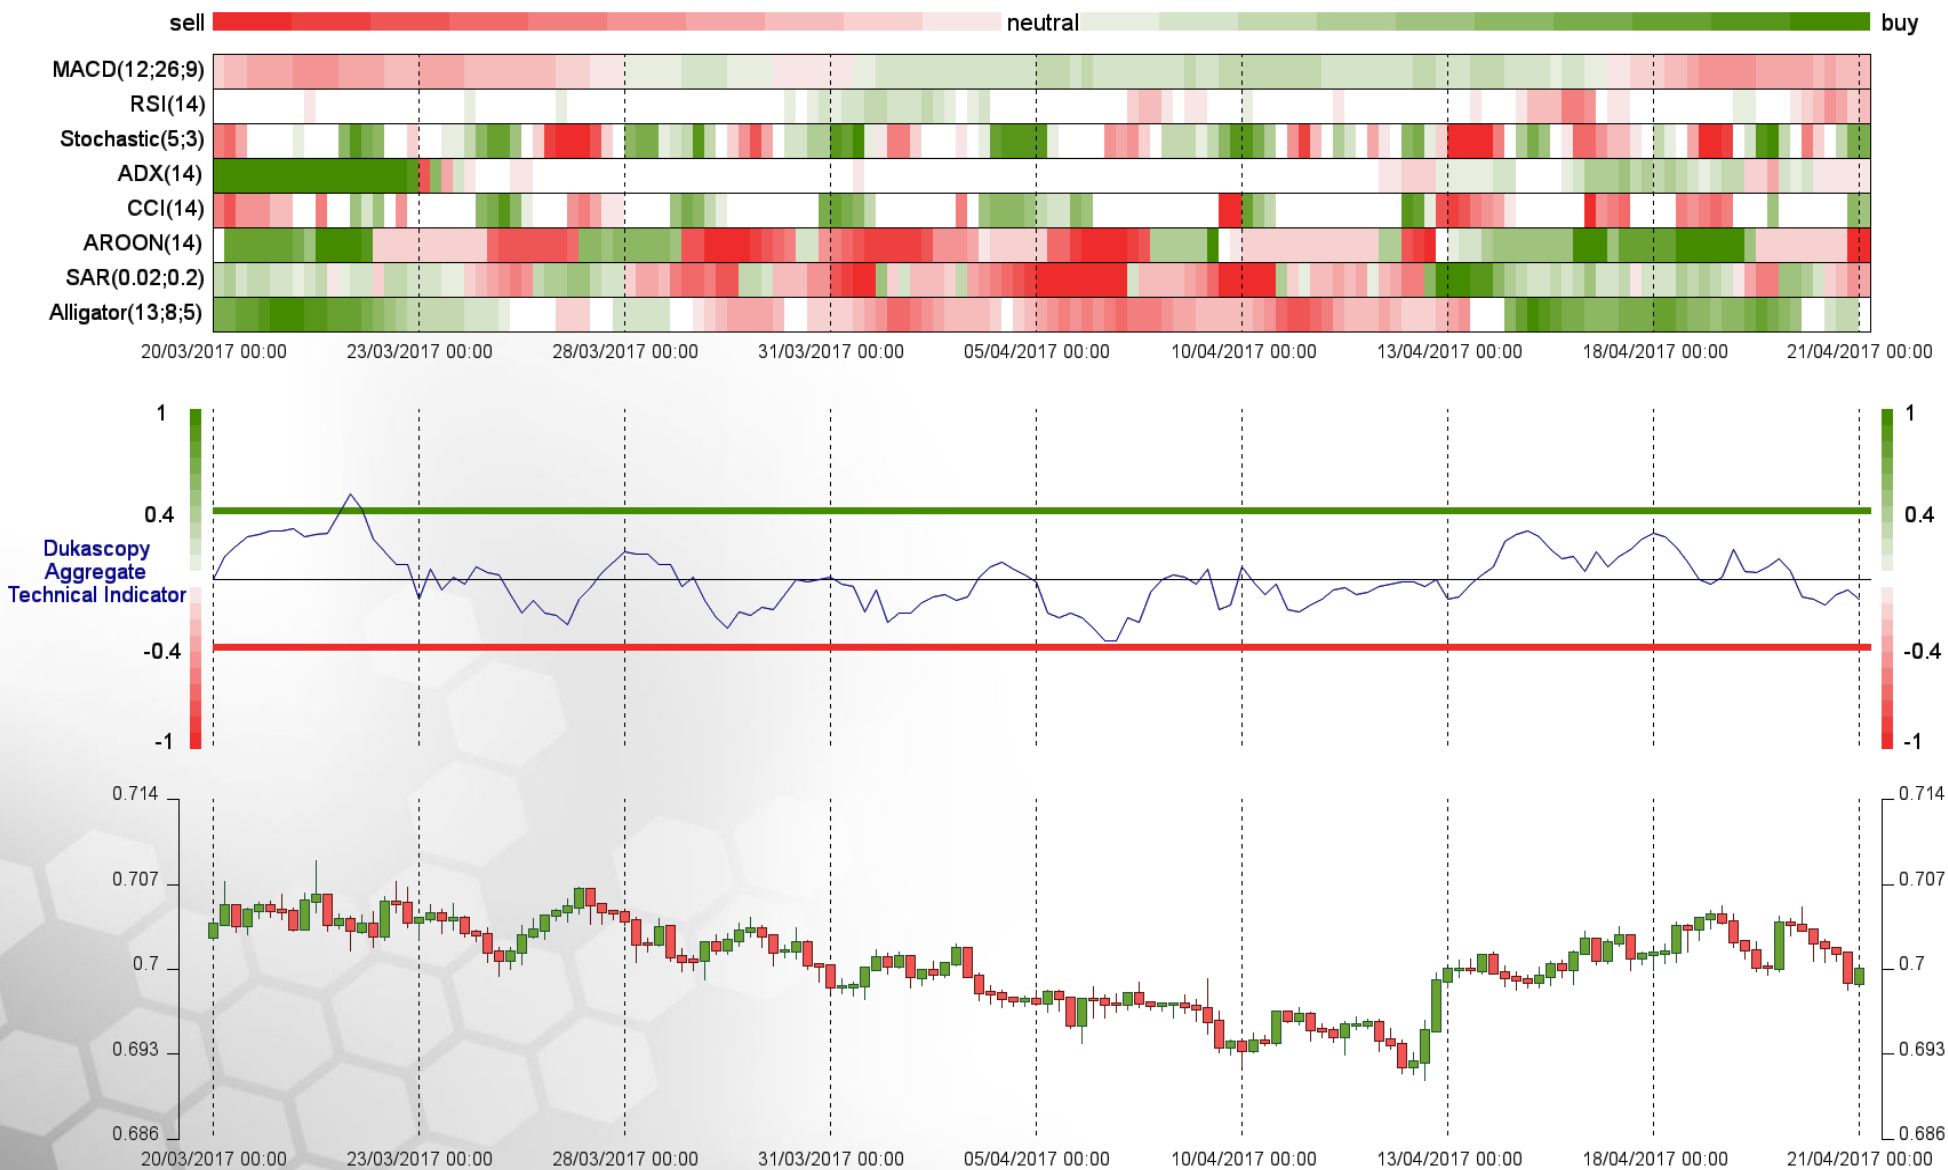 sell neutral buy
MACD(12;26;9)
RSI(14)
Stochastic(5;3)
ADX(14)
CCI(14)
AROON(14)
SAR(0.02;0.2)
Alligator(13;8;5)
20/03/2017 00:00 23/03/2017 00:00 28/03/2017 00:00 31/03/2017 00:00 05/04/2017 00:00 10/04/2017 00:00 13/04/2017 00:00 18/04/2017 00:00 21/04/2017 00:00
1 1
0.4 0.4
Dukascopy
Aggregate
Technical Indicator
-0.4 -0.4
-1 -1
0.714 0.714
0.707 0.707
0.7 0.7
0.693 0.693
0.686 0.686
20/03/2017 00:00 23/03/2017 00:00 28/03/2017 00:00 31/03/2017 00:00 05/04/2017 00:00 10/04/2017 00:00 13/04/2017 00:00 18/04/2017 00:00 21/04/2017 00:00